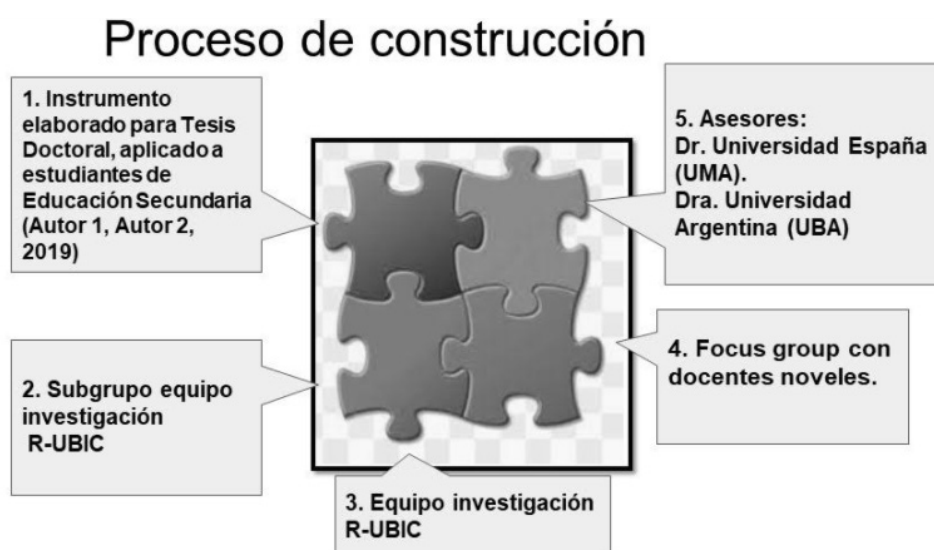 Proceso de construcción
1. Instrumento
elaborado para Tesis
Doctoral, aplicado a
estudiantes de
Educación Secundaria
(Autor 1, Autor 2,
2019)
2. Subgrupo equipo
investigación
R-UBIC
3. Equipo investigación
R-UBIC
4. Focus group con
docentes noveles.
5. Asesores:
Dr. Universidad España
(UMA).
Dra. Universidad
Argentina (UBA)